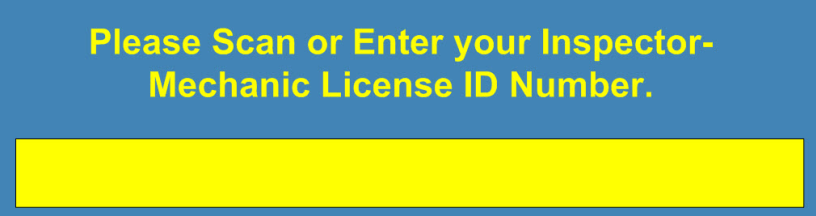 Please Scan or Enter your Inspector-
Mechanic License ID Number.